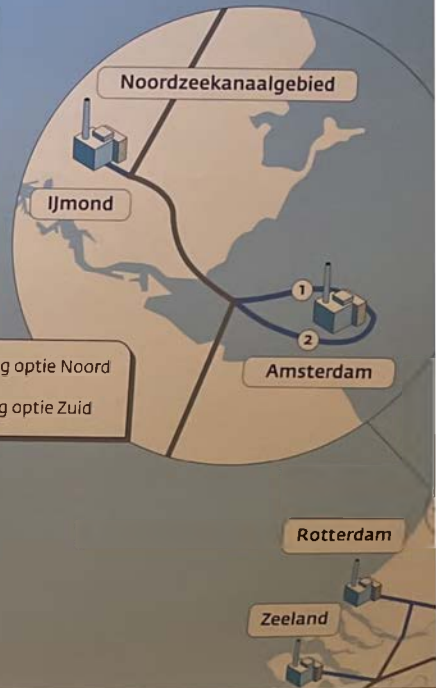 Noordzeekanaalgebied
IJmond
1
2
Amsterdam
g optie Noord
g optie Zuid
Rotterdam
Zeeland